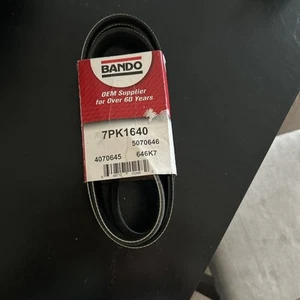 BANDO
OEM Supplier
for Over 60 Years
7PK1640
5070646
4070645 646K7